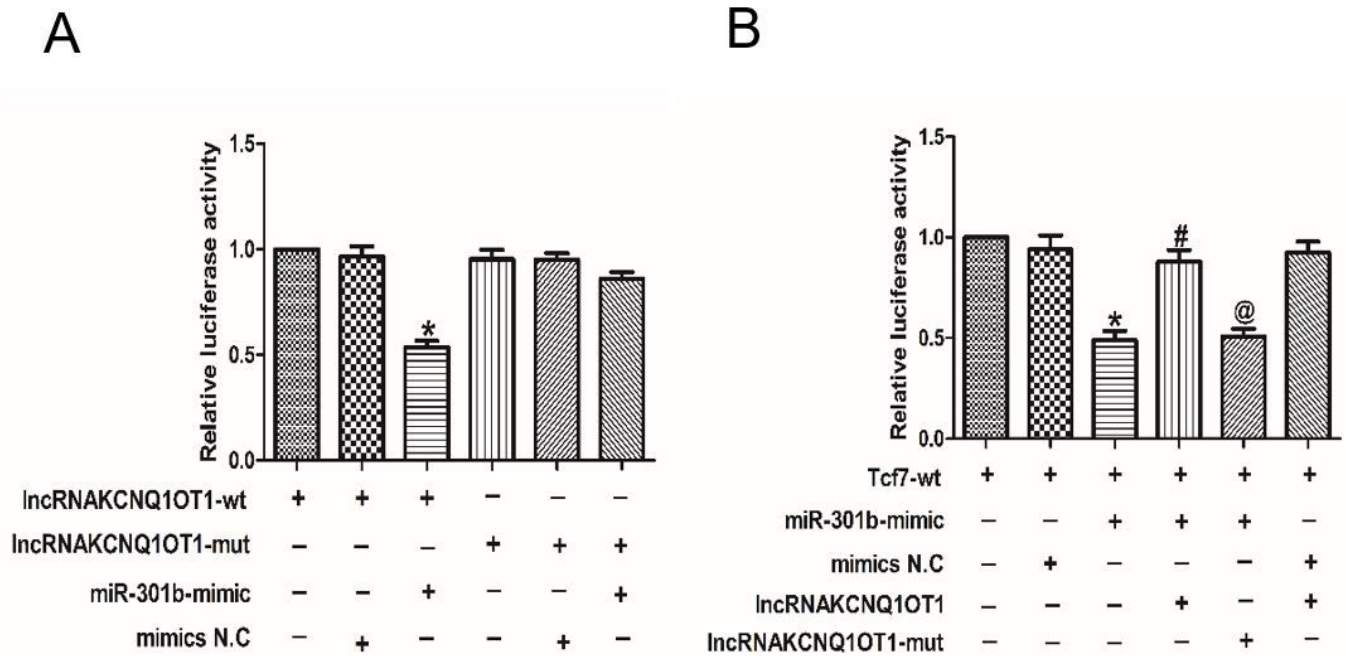 A
B
Relative luciferase activity
1.5
1.0
0.5
0.0
*
lncRNAKCNQ1OT1-wt + + + – – –
lncRNAKCNQ1OT1-mut – – – + + +
miR-301b-mimic – – + – – +
mimics N.C – + – – + –
Relative luciferase activity
1.5
1.0
0.5
0.0
*
#
@
Tcf7-wt + + + + + +
miR-301b-mimic – – + + + –
mimics N.C – + – – – +
lncRNAKCNQ1OT1 – – – + – +
lncRNAKCNQ1OT1-mut – – – – + –